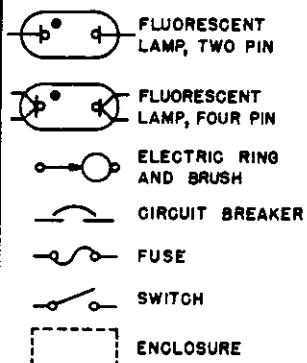 FLUORESCENT
LAMP, TWO PIN
FLUORESCENT
LAMP, FOUR PIN
ELECTRIC RING
AND BRUSH
CIRCUIT BREAKER
FUSE
SWITCH
ENCLOSURE